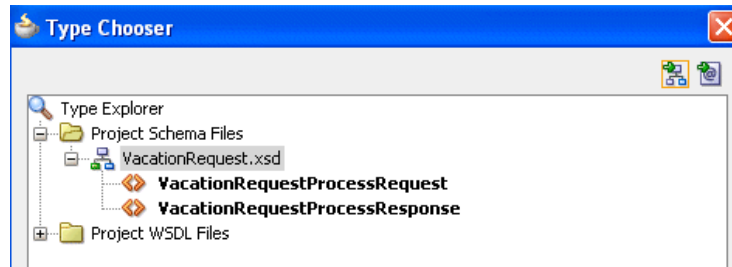 Type Chooser
Type Explorer
Project Schema Files
VacationRequest.xsd
VacationRequestProcessRequest
VacationRequestProcessResponse
Project WSDL Files